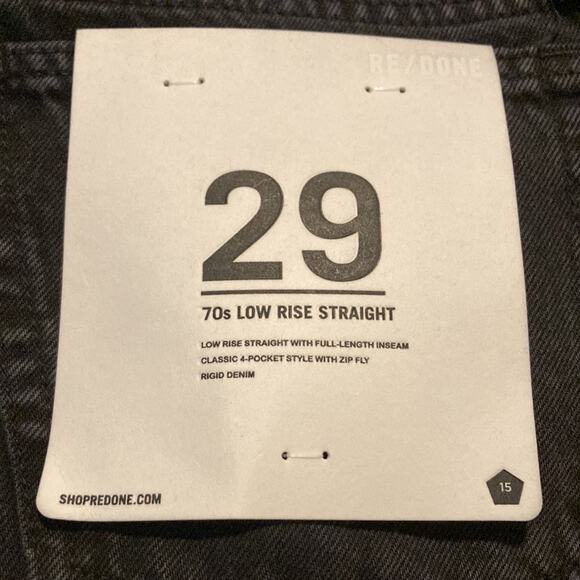 RE/DONE
29
70s LOW RISE STRAIGHT
LOW RISE STRAIGHT WITH FULL-LENGTH INSEAM
CLASSIC 4-POCKET STYLE WITH ZIP FLY
RIGID DENIM
SHOPREDONE.COM
15